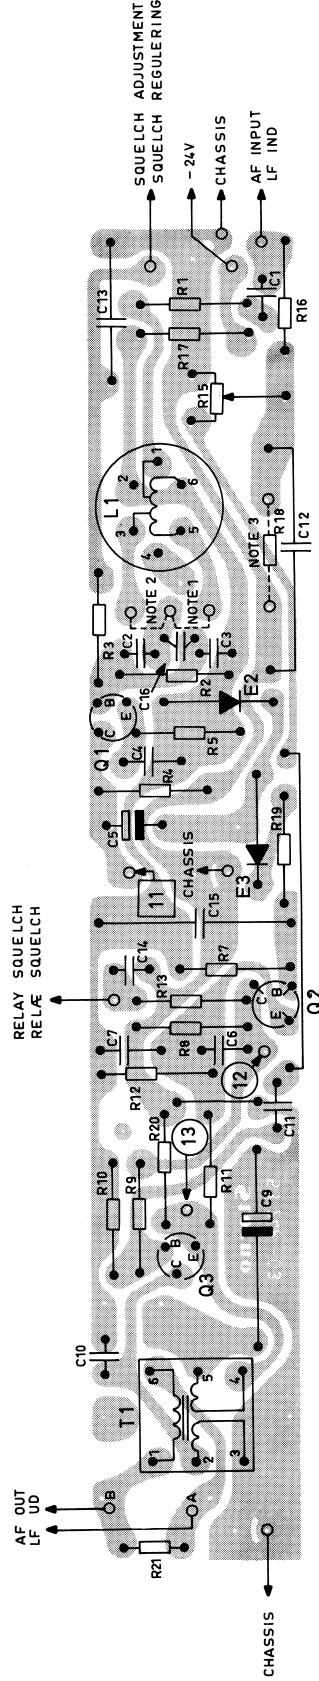 SQUELCH ADJUSTMENT
SQUELCH REGULERING
- 24V
CHASSIS
AF INPUT
LF IND
C13
R1
R17
C1
R16
R15
L1
1
2
3
4
5
6
NOTE 3
R18
C12
NOTE 2
NOTE 1
R3
C2
C16
C3
R2
E2
Q1
C
B
E
C4
R5
R4
C5
11
CHASSIS
E3
R19
C15
RELAY SQUELCH
RELÆ SQUELCH
C14
R13
R7
C
B
E
Q2
C7
R8
C6
R12
12
C11
R20
13
R11
R10
R9
C
B
E
Q3
C9
C10
T1
6
5
4
1
2
3
AF OUT
LF UD
B
A
R21
CHASSIS